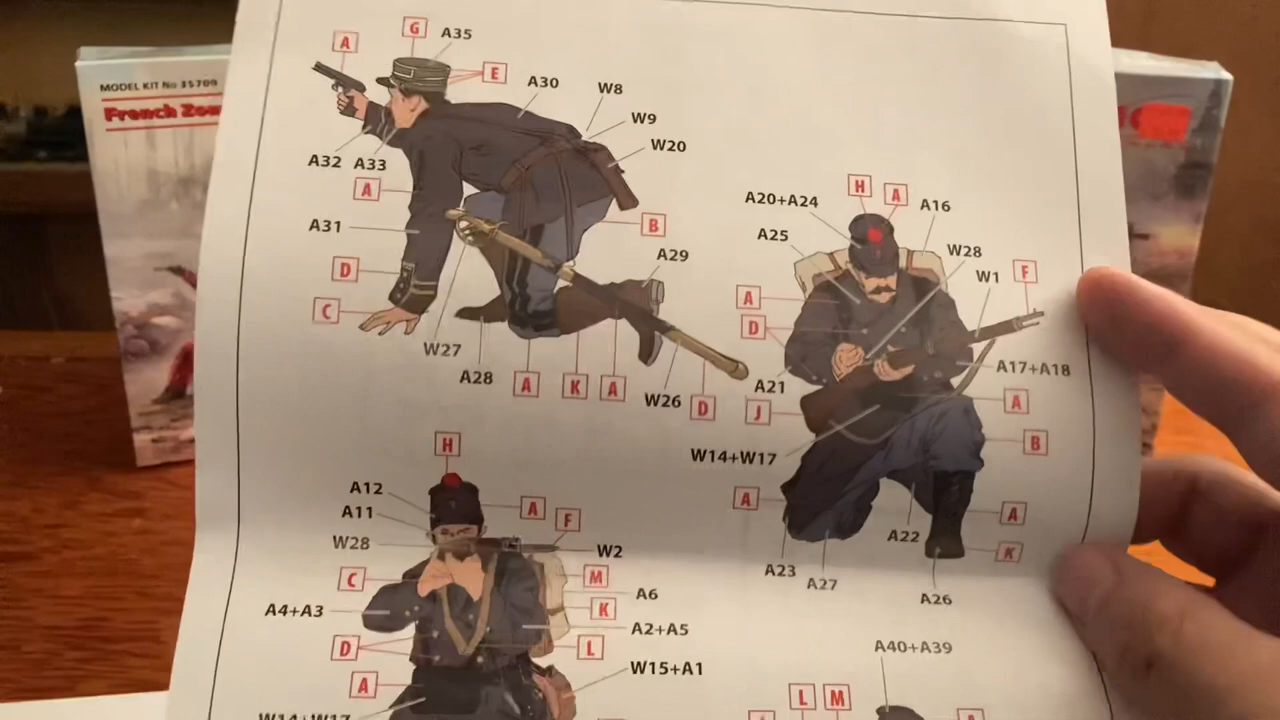 MODEL KIT No 35709
French Zou
A
G
A35
E
A30
W8
W9
W20
A32 A33
A
A31
B
D
A29
C
W27
A28
A
K
A
W26
D
H
A
A20+A24
A16
A25
W28
W1
F
A
D
A17+A18
A21
J
A
B
W14+W17
A
A
A22
K
A23
A27
A26
H
A12
A
A11
F
W28
W2
C
M
A6
A4+A3
K
A2+A5
D
L
W15+A1
A
W14+W17
A40+A39
L
M